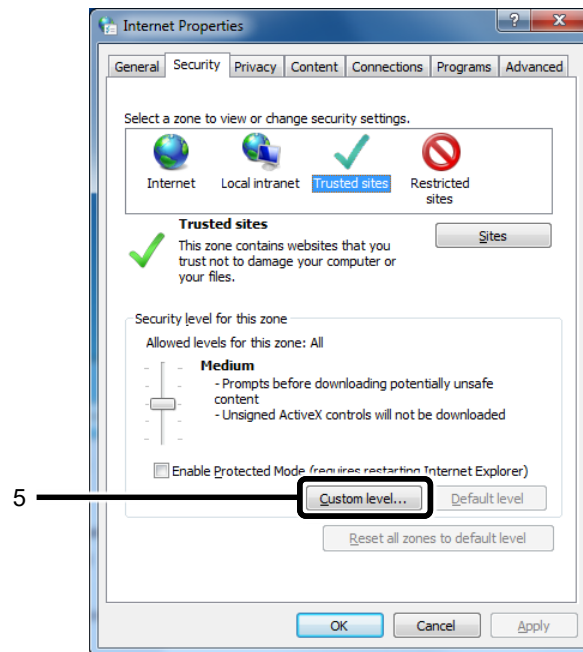 Internet Properties
?
X
General Security Privacy Content Connections Programs Advanced
Select a zone to view or change security settings.
Internet Local intranet Trusted sites Restricted sites
Trusted sites
This zone contains websites that you
trust not to damage your computer or
your files.
Sites
Security level for this zone
Allowed levels for this zone: All
Medium
- Prompts before downloading potentially unsafe
content
- Unsigned ActiveX controls will not be downloaded
Enable Protected Mode (requires restarting Internet Explorer)
5
Custom level... Default level
Reset all zones to default level
OK Cancel Apply